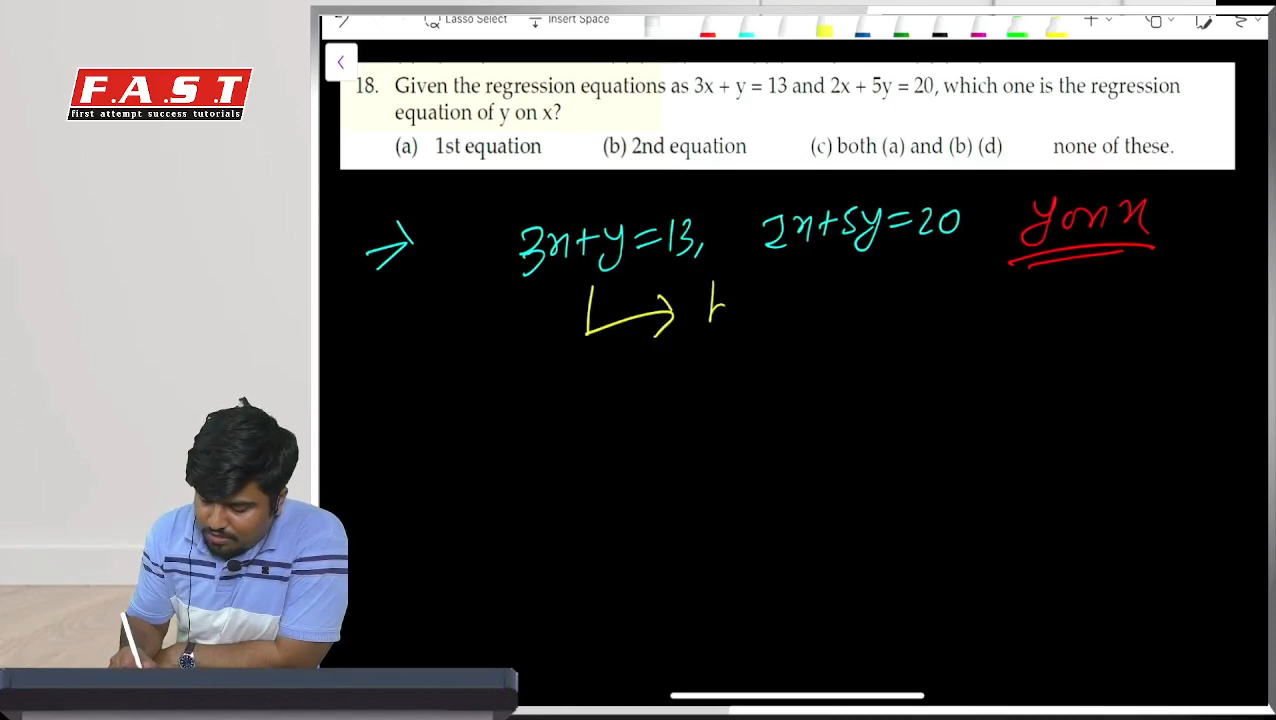 Lasso Select
Insert Space
F.A.S.T
first attempt success tutorials
18. Given the regression equations as 3x + y = 13 and 2x + 5y = 20, which one is the regression
equation of y on x?
(a) 1st equation (b) 2nd equation (c) both (a) and (b) (d) none of these.
3x+y=13, 2x+5y=20 y on x